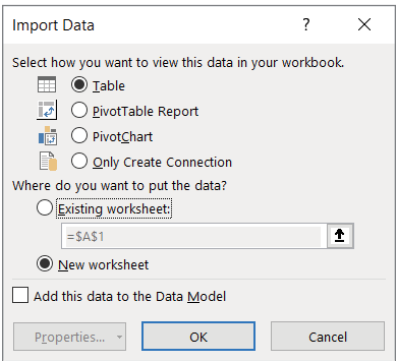 Import Data ? ×
Select how you want to view this data in your workbook.
Table
PivotTable Report
PivotChart
Only Create Connection
Where do you want to put the data?
Existing worksheet:
=$A$1
New worksheet
Add this data to the Data Model
Properties... OK Cancel